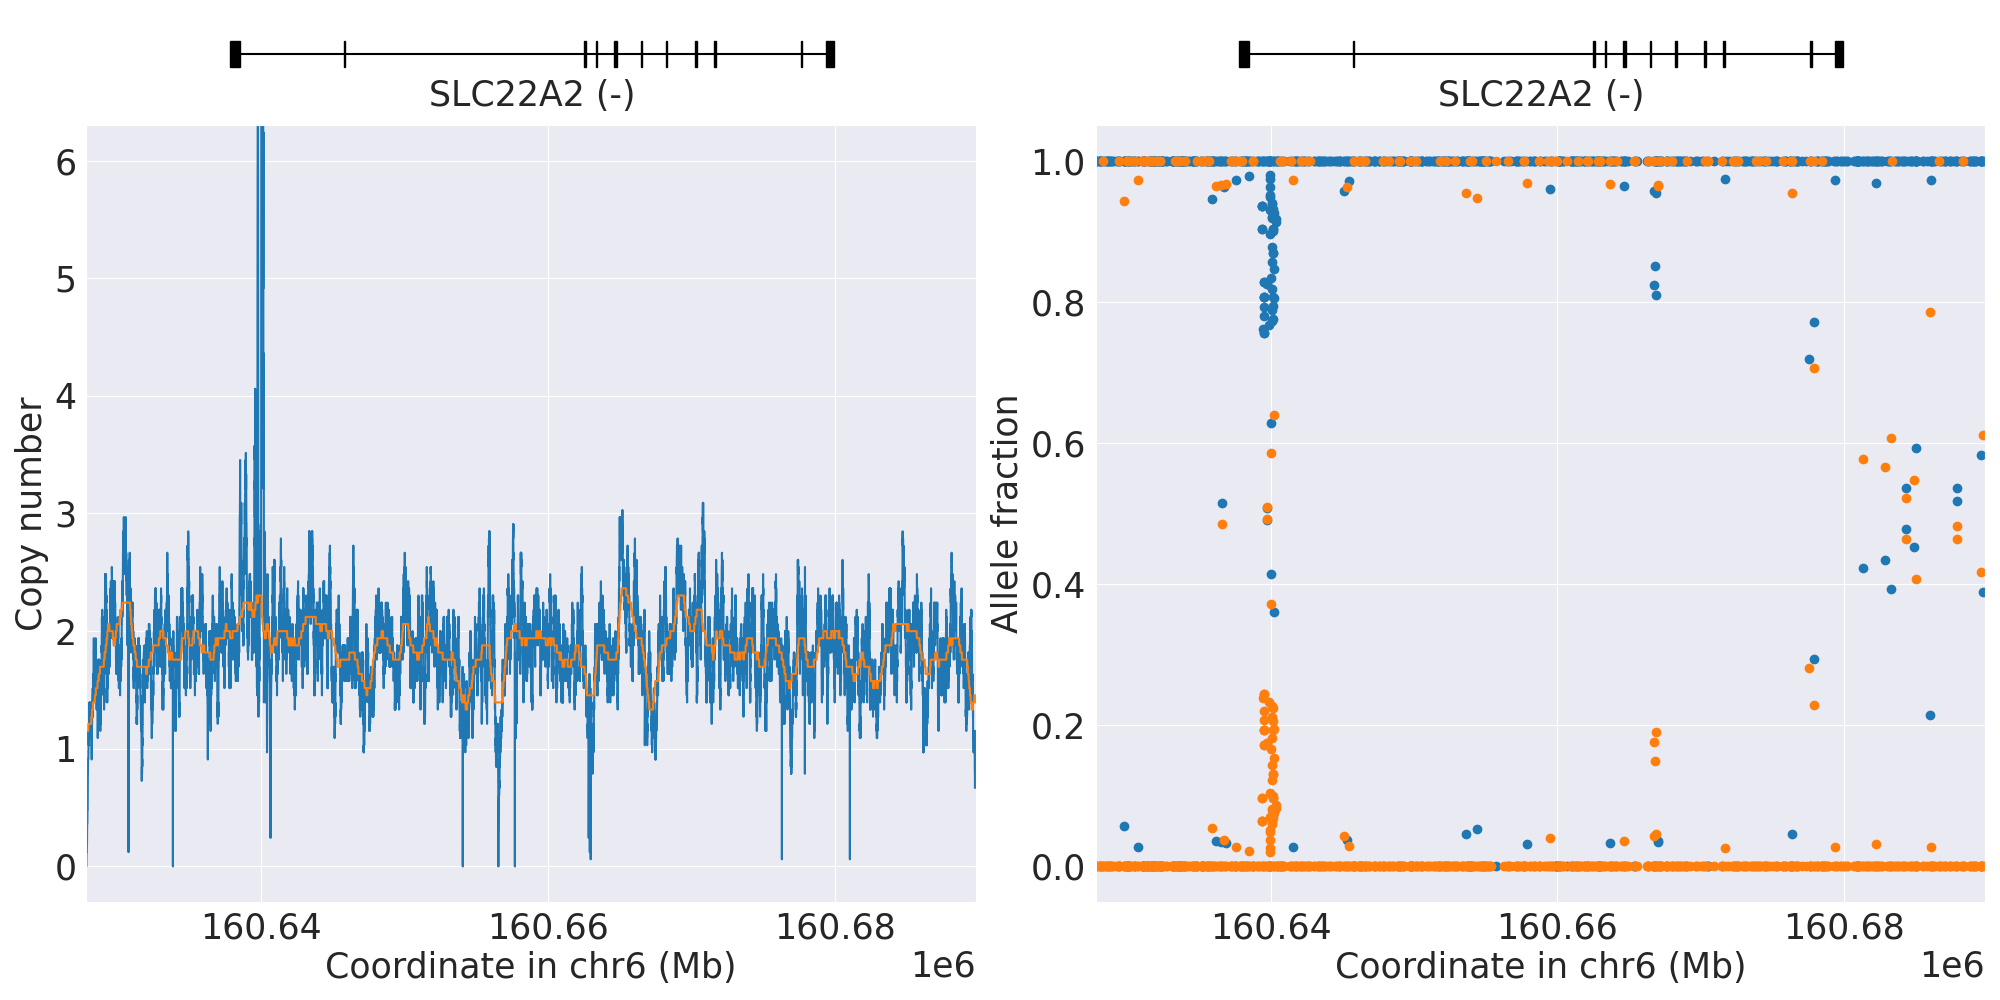 SLC22A2 (-)
6
5
4
3
2
1
0
Copy number
160.64
160.66
160.68
Coordinate in chr6 (Mb)
1e6
SLC22A2 (-)
1.0
0.8
0.6
0.4
0.2
0.0
Allele fraction
160.64
160.66
160.68
Coordinate in chr6 (Mb)
1e6